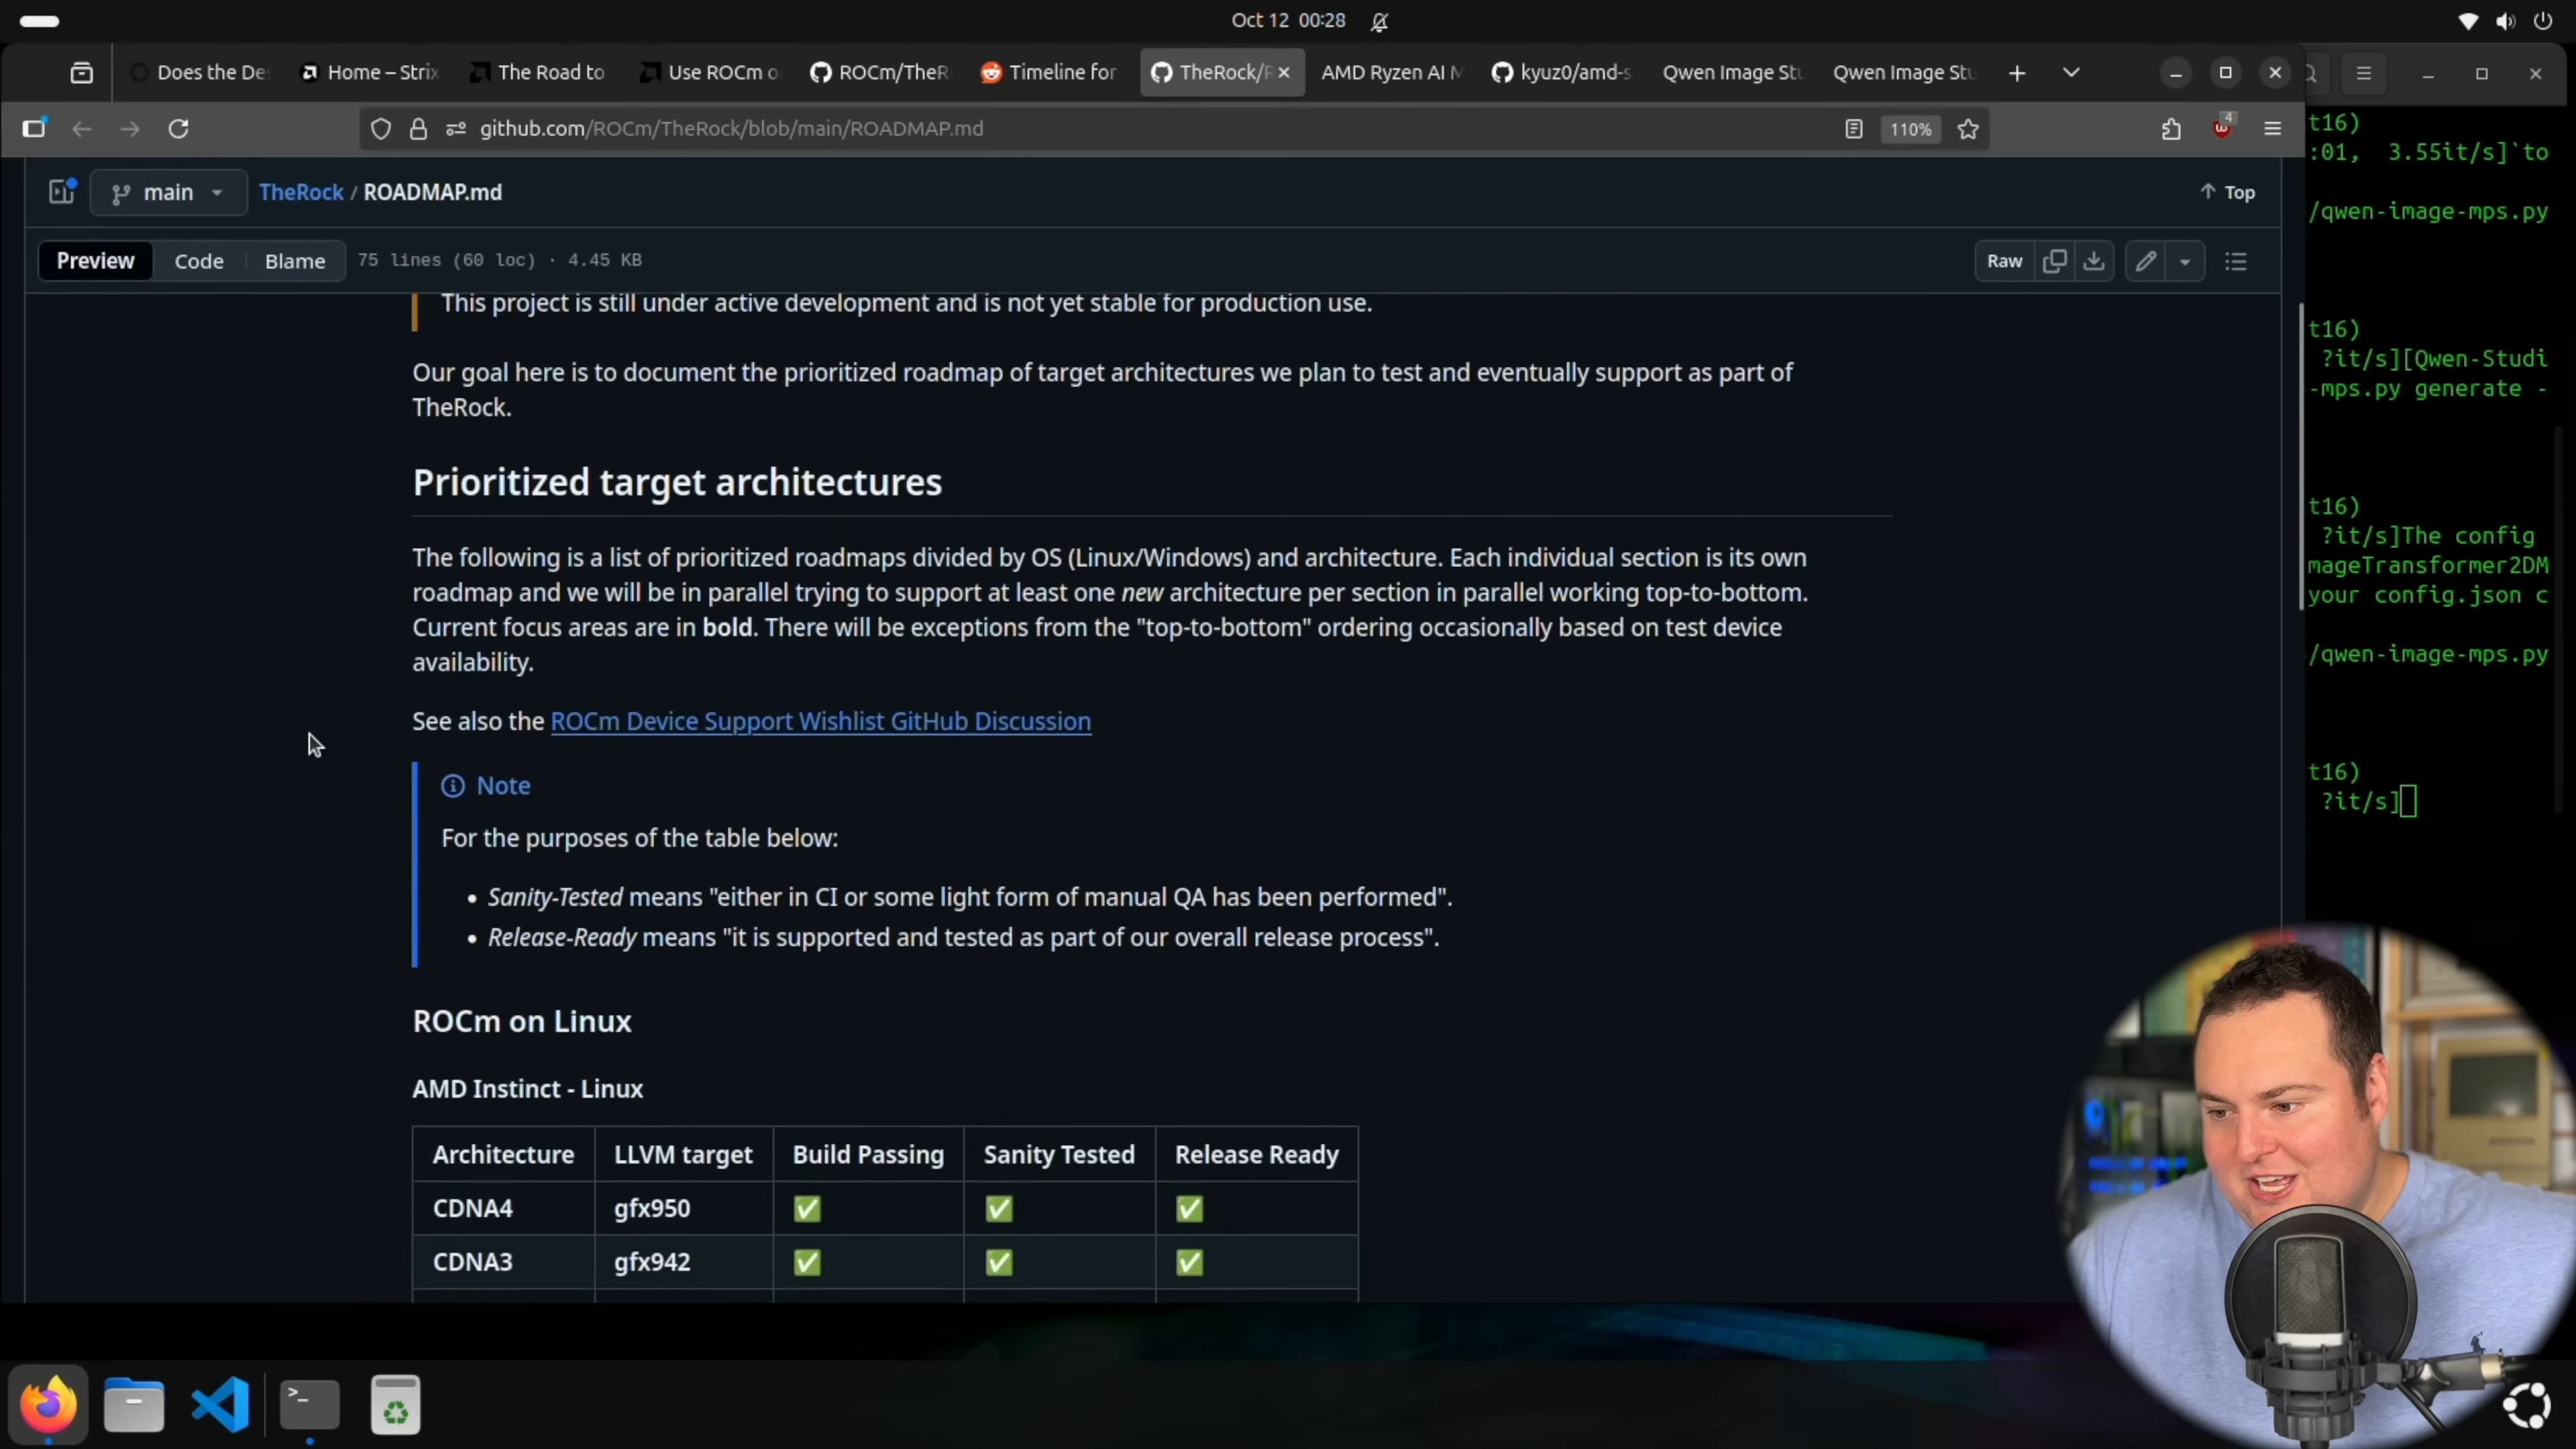 Oct 12 00:28
Does the De
Home – Strix
The Road to
Use ROCm o
ROCm/TheR
Timeline for
TheRock/R
AMD Ryzen AI M
kyuz0/amd-s
Qwen Image Stu
Qwen Image Stu
github.com/ROCm/TheRock/blob/main/ROADMAP.md
110%
4
main
TheRock / ROADMAP.md
Top
Preview
Code
Blame
75 lines (60 loc) · 4.45 KB
Raw
This project is still under active development and is not yet stable for production use.
Our goal here is to document the prioritized roadmap of target architectures we plan to test and eventually support as part of
TheRock.
Prioritized target architectures
The following is a list of prioritized roadmaps divided by OS (Linux/Windows) and architecture. Each individual section is its own
roadmap and we will be in parallel trying to support at least one new architecture per section in parallel working top-to-bottom.
Current focus areas are in bold. There will be exceptions from the "top-to-bottom" ordering occasionally based on test device
availability.
See also the ROCm Device Support Wishlist GitHub Discussion
Note
For the purposes of the table below:
• Sanity-Tested means "either in CI or some light form of manual QA has been performed".
• Release-Ready means "it is supported and tested as part of our overall release process".
ROCm on Linux
AMD Instinct - Linux
Architecture LLVM target Build Passing Sanity Tested Release Ready
CDNA4 gfx950 ✅ ✅ ✅
CDNA3 gfx942 ✅ ✅ ✅
t16)
:01, 3.55it/s]`to
/qwen-image-mps.py
t16)
?it/s][Qwen-Studi
-mps.py generate -
t16)
?it/s]The config
mageTransformer2DM
your config.json c
/qwen-image-mps.py
t16)
?it/s]